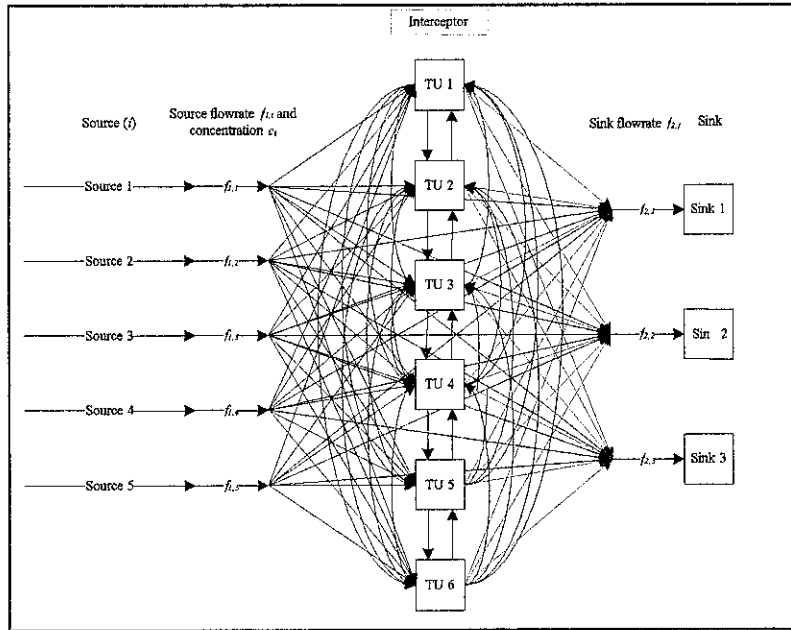 Interceptor
TU 1
Source (i)
Source flowrate f1,i and
concentration ci
Sink flowrate f2,j
Sink
Source 1
f1,1
TU 2
f2,1
Sink 1
Source 2
f1,2
TU 3
Source 3
f1,3
f2,2
Sin 2
TU 4
Source 4
f1,4
f2,3
Sink 3
Source 5
f1,5
TU 5
TU 6